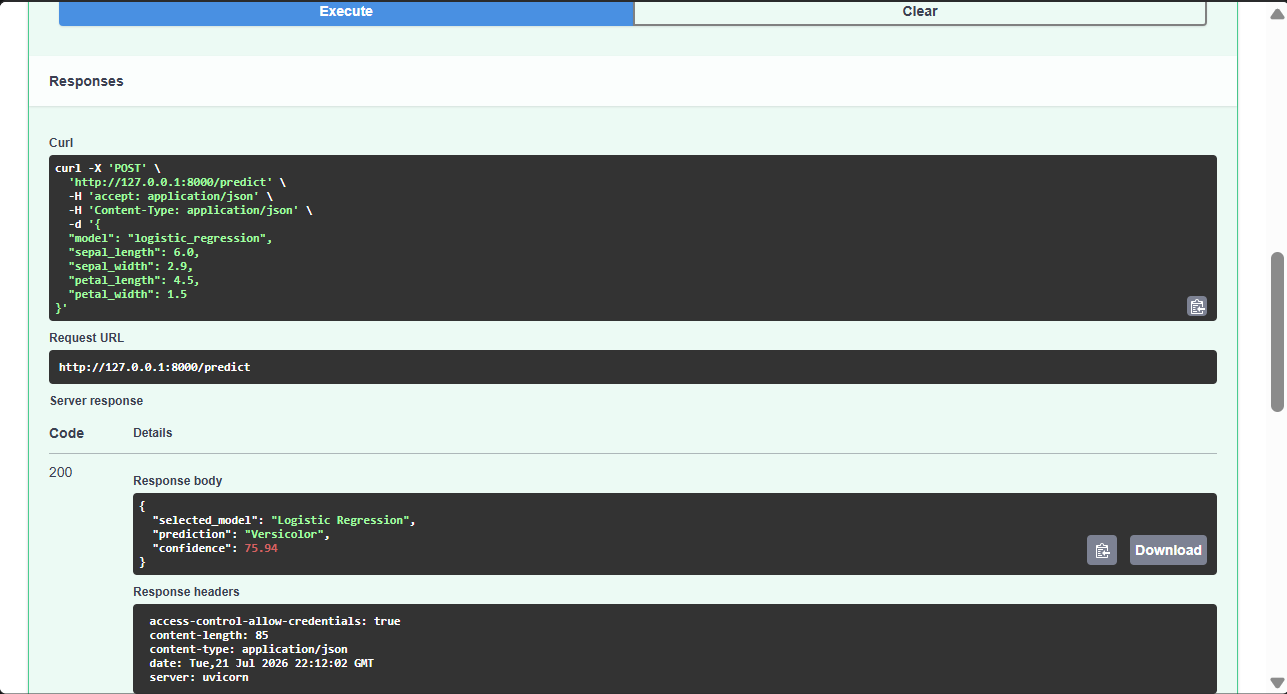 Execute
Clear
Responses
Curl
curl -X 'POST' \
  'http://127.0.0.1:8000/predict' \
  -H 'accept: application/json' \
  -H 'Content-Type: application/json' \
  -d '{
  "model": "logistic_regression",
  "sepal_length": 6.0,
  "sepal_width": 2.9,
  "petal_length": 4.5,
  "petal_width": 1.5
}'
Request URL
http://127.0.0.1:8000/predict
Server response
Code Details
200
Response body
{
  "selected_model": "Logistic Regression",
  "prediction": "Versicolor",
  "confidence": 75.94
}
Download
Response headers
access-control-allow-credentials: true
content-length: 85
content-type: application/json
date: Tue,21 Jul 2026 22:12:02 GMT
server: uvicorn